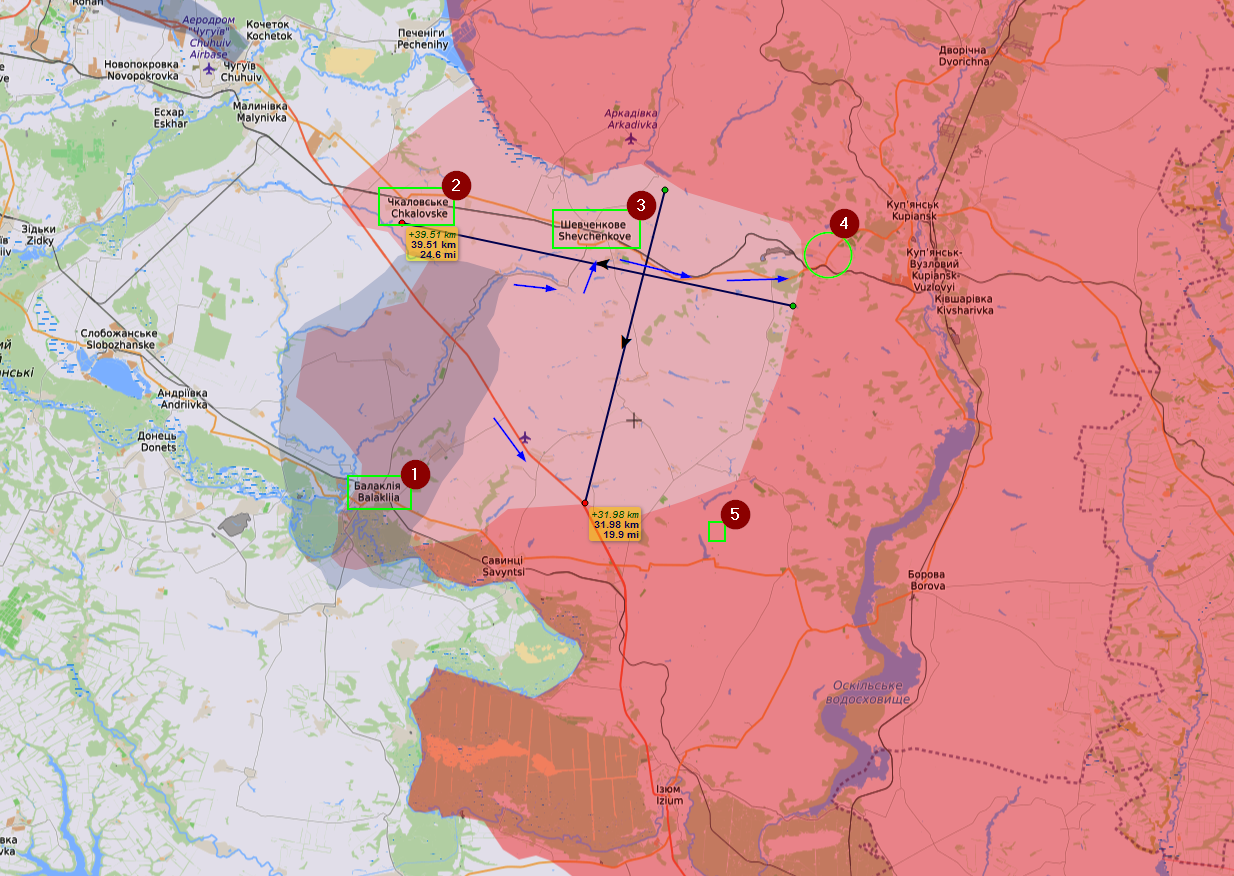 Rohan
Аеродром
"Чугуїв"
Chuhuiv
Airbase
Кочеток
Kochetok
Печеніги
Pechenihy
Новопокровка
Novopokrovka
Чугуїв
Chuhuiv
Малинівка
Malynivka
Есхар
Eskhar
Дворічна
Dvorichna
Аркадівка
Arkadivka
2
Чкаловське
Chkalovske
3
Шевченкове
Shevchenkove
4
Куп'янськ
Kupiansk
Зідьки
Zidky
+39.51 km
39.51 km
24.6 mi
Куп'янськ-
Вузловий
Kupiansk-
Vuzlovyi
Ківшарівка
Kivsharivka
Слобожанське
Slobozhanske
Андріївка
Andriivka
Донець
Donets
1
Балаклія
Balakliia
5
+31.98 km
31.98 km
19.9 mi
Савинці
Savyntsi
Борова
Borova
Оскільське
водосховище
Ізюм
Izium